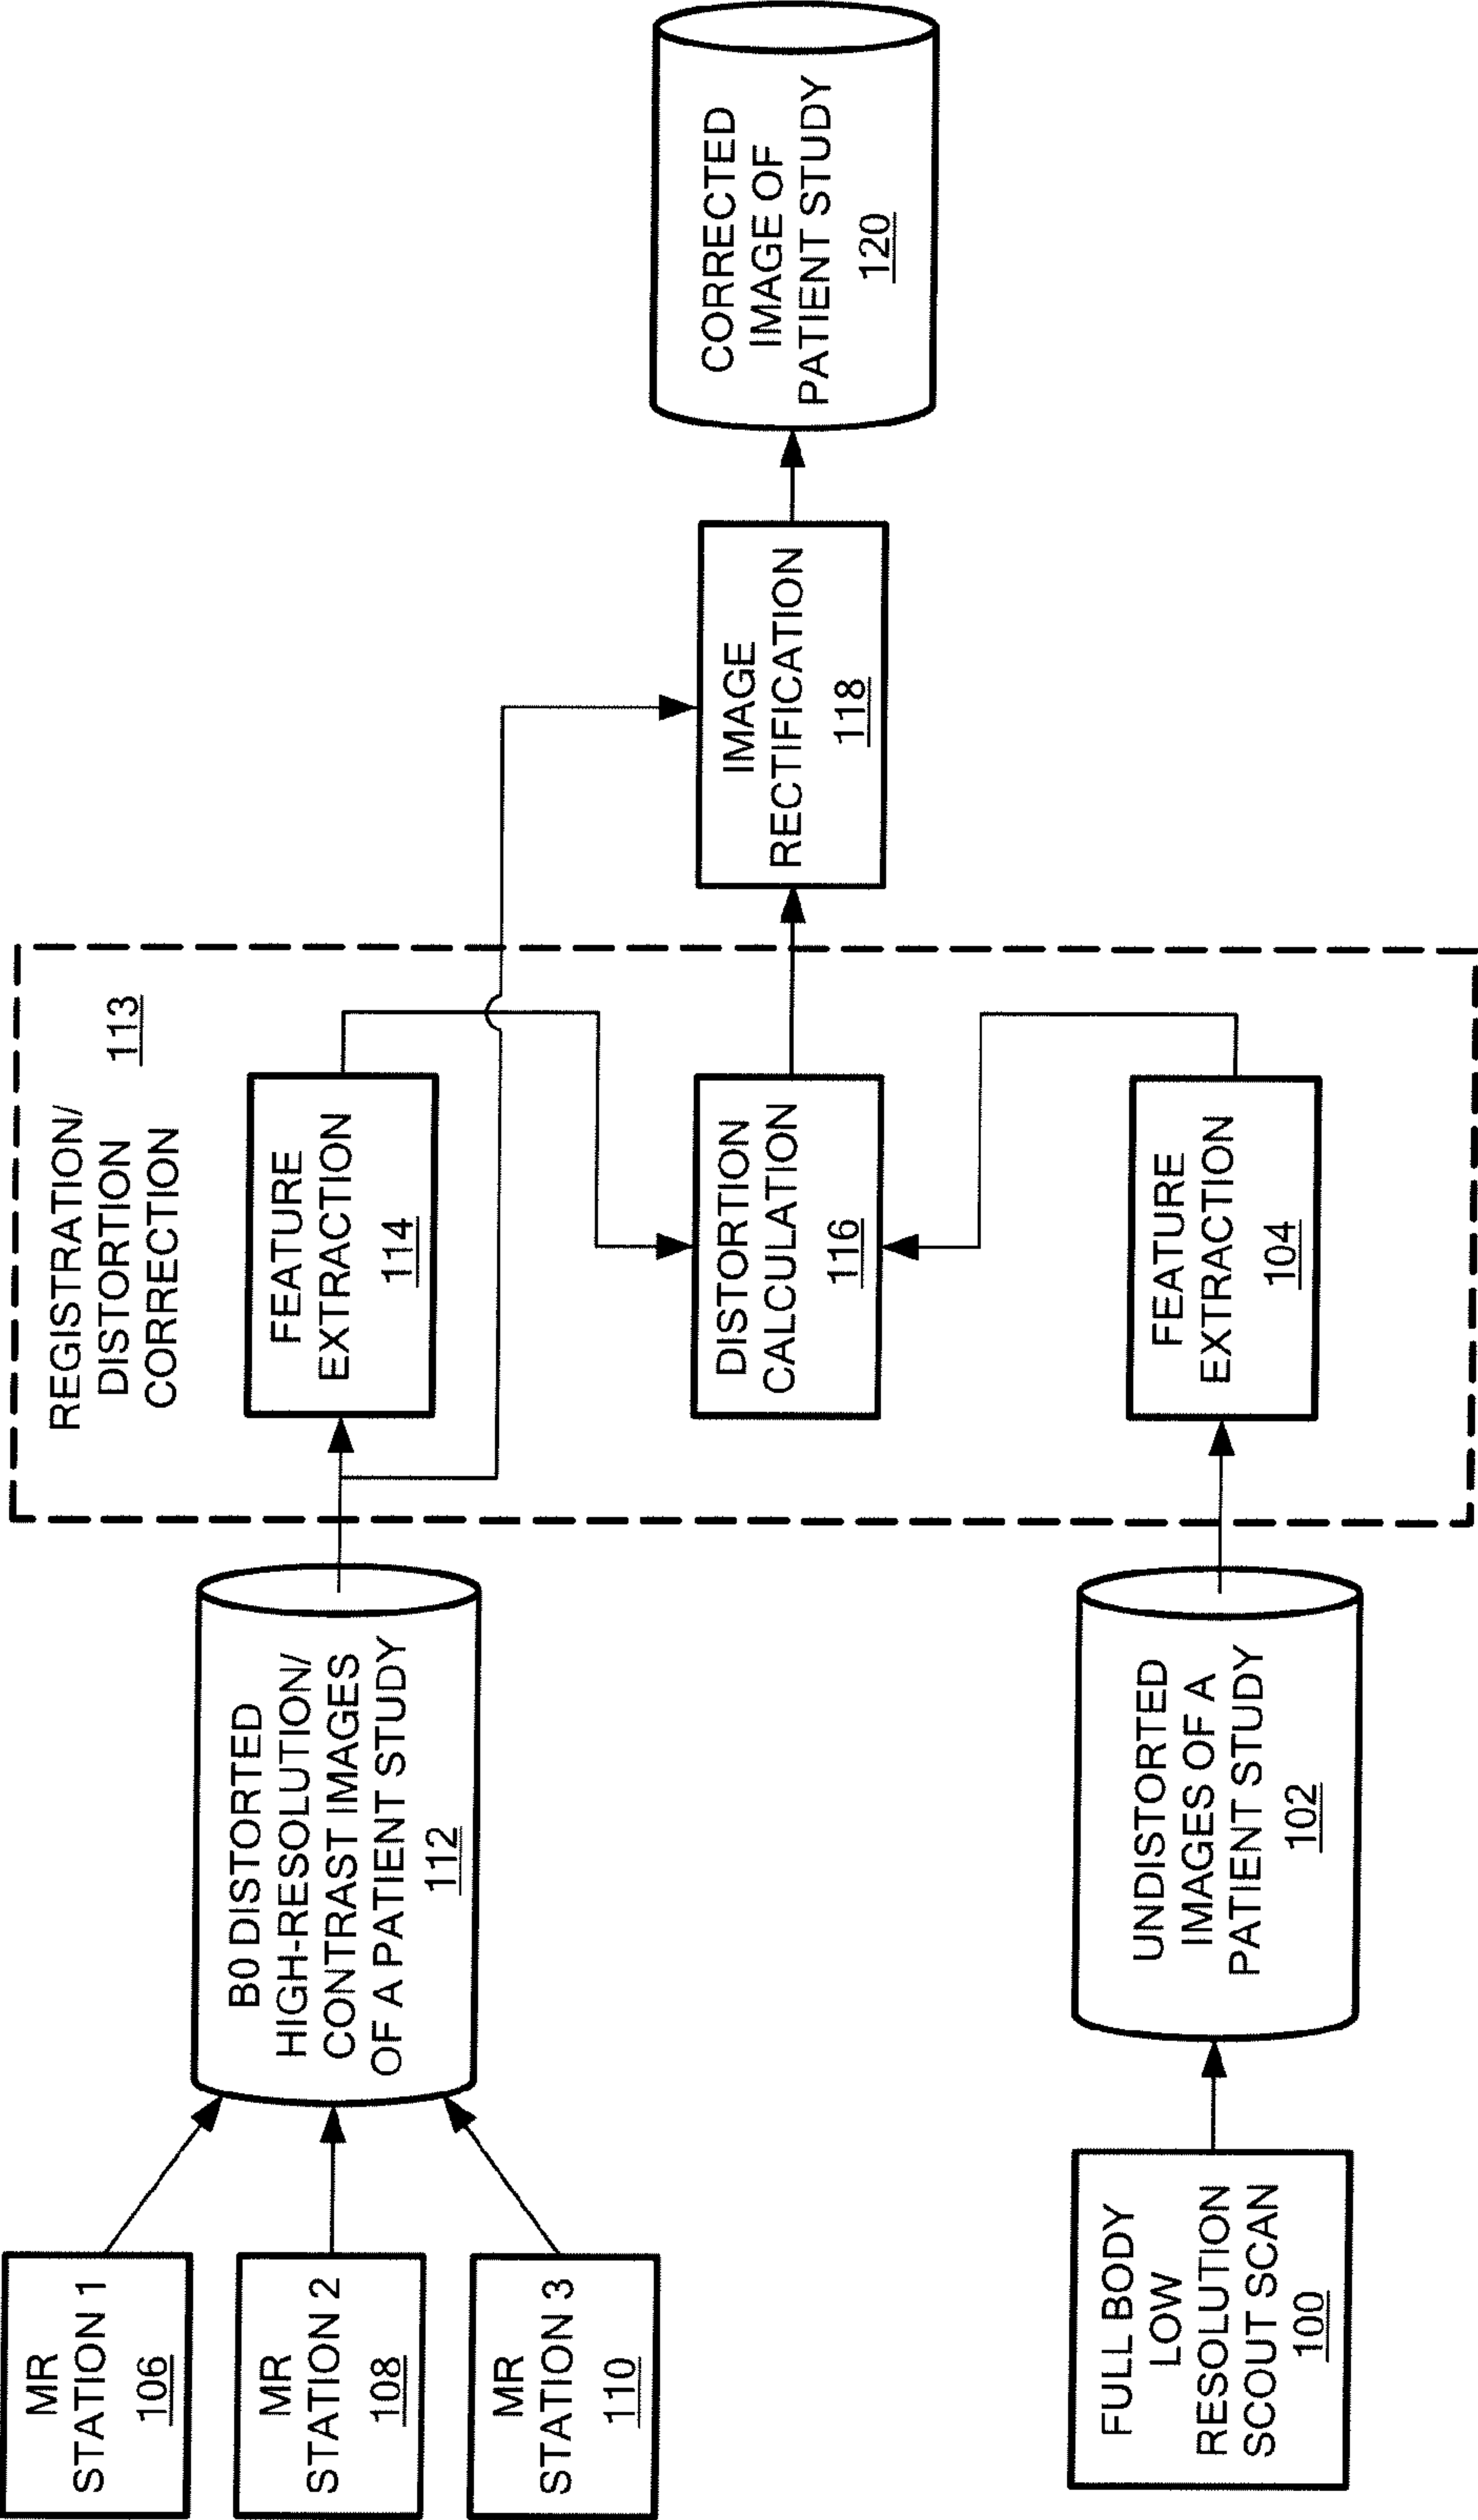 MR
STATION 1
106
MR
STATION 2
108
MR
STATION 3
110
FULL BODY
LOW
RESOLUTION
SCOUT SCAN
100
B0 DISTORTED
HIGH-RESOLUTION/
CONTRAST IMAGES
OF A PATIENT STUDY
112
UNDISTORTED
IMAGES OF A
PATIENT STUDY
102
REGISTRATION/
DISTORTION
CORRECTION
113
FEATURE
EXTRACTION
114
DISTORTION
CALCULATION
116
FEATURE
EXTRACTION
104
IMAGE
RECTIFICATION
118
CORRECTED
IMAGE OF
PATIENT STUDY
120